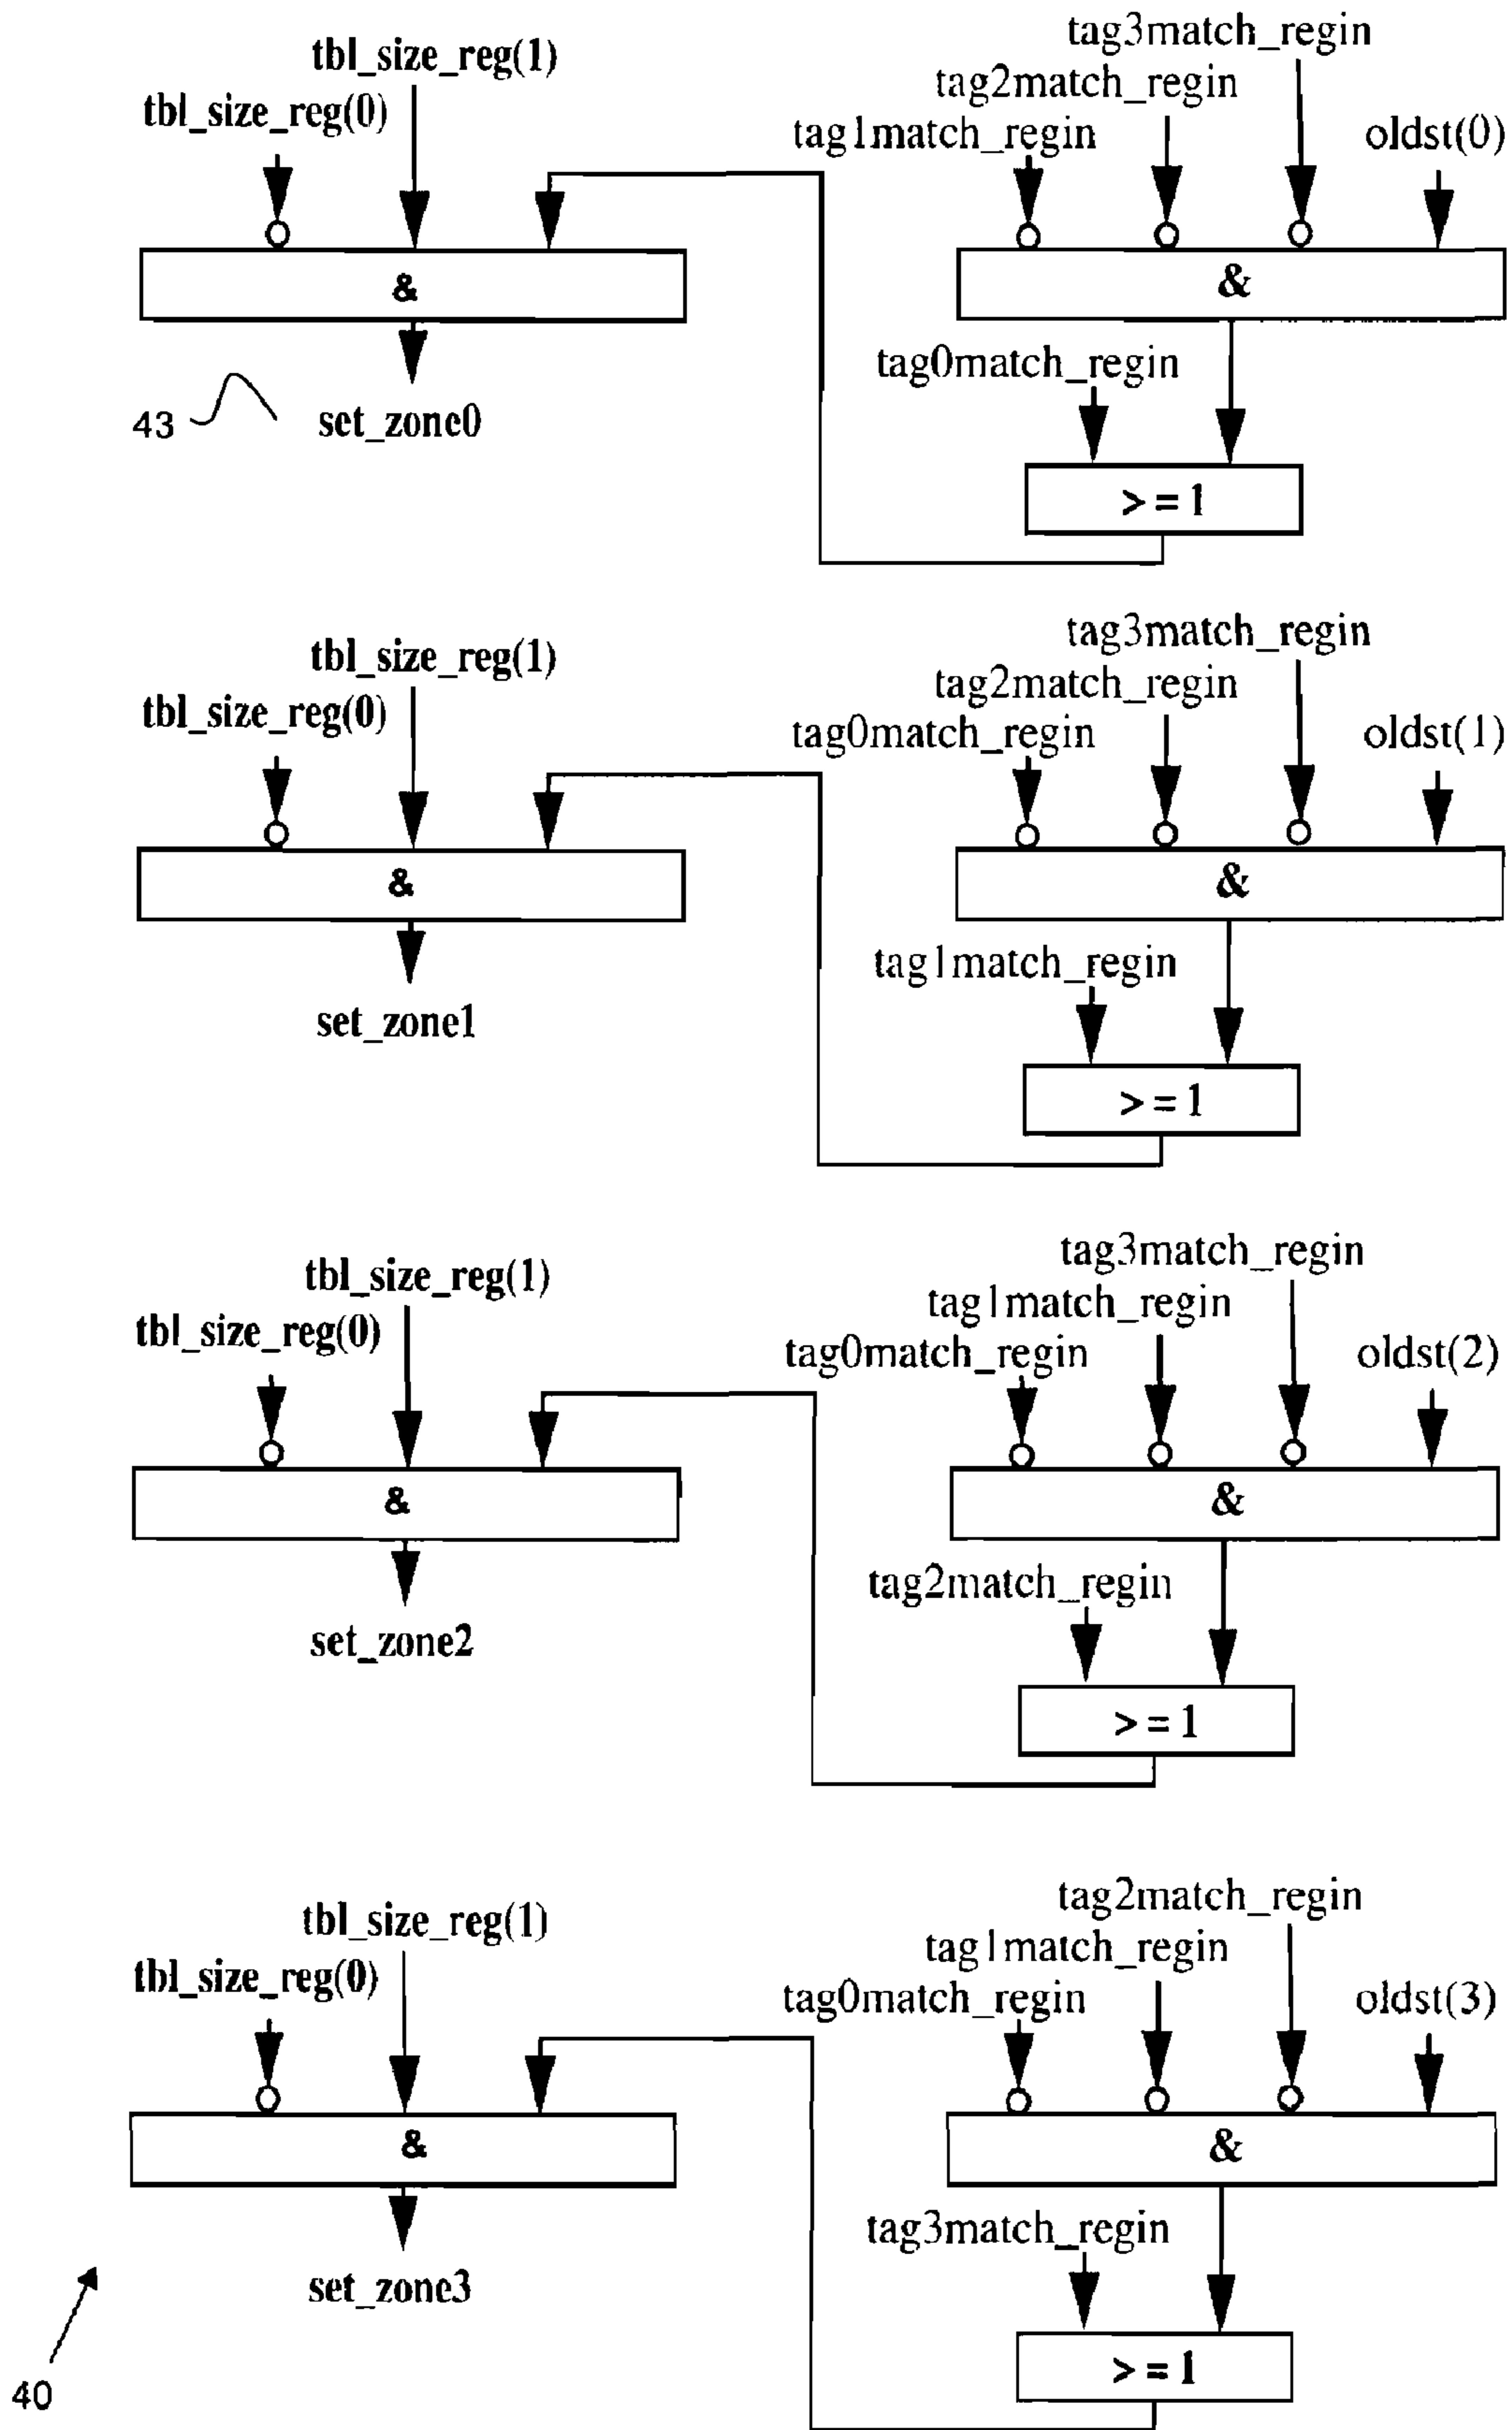 tbl_size_reg(1)
tbl_size_reg(0)
tag3match_regin
tag2match_regin
tag1match_regin
oldst(0)
&
&
tag0match_regin
43
set_zone0
>=1
tbl_size_reg(1)
tbl_size_reg(0)
tag3match_regin
tag2match_regin
tag0match_regin
oldst(1)
&
&
tag1match_regin
set_zone1
>=1
tbl_size_reg(1)
tbl_size_reg(0)
tag3match_regin
tag1match_regin
tag0match_regin
oldst(2)
&
&
tag2match_regin
set_zone2
>=1
tbl_size_reg(1)
tbl_size_reg(0)
tag2match_regin
tag1match_regin
tag0match_regin
oldst(3)
&
&
tag3match_regin
set_zone3
>=1
40